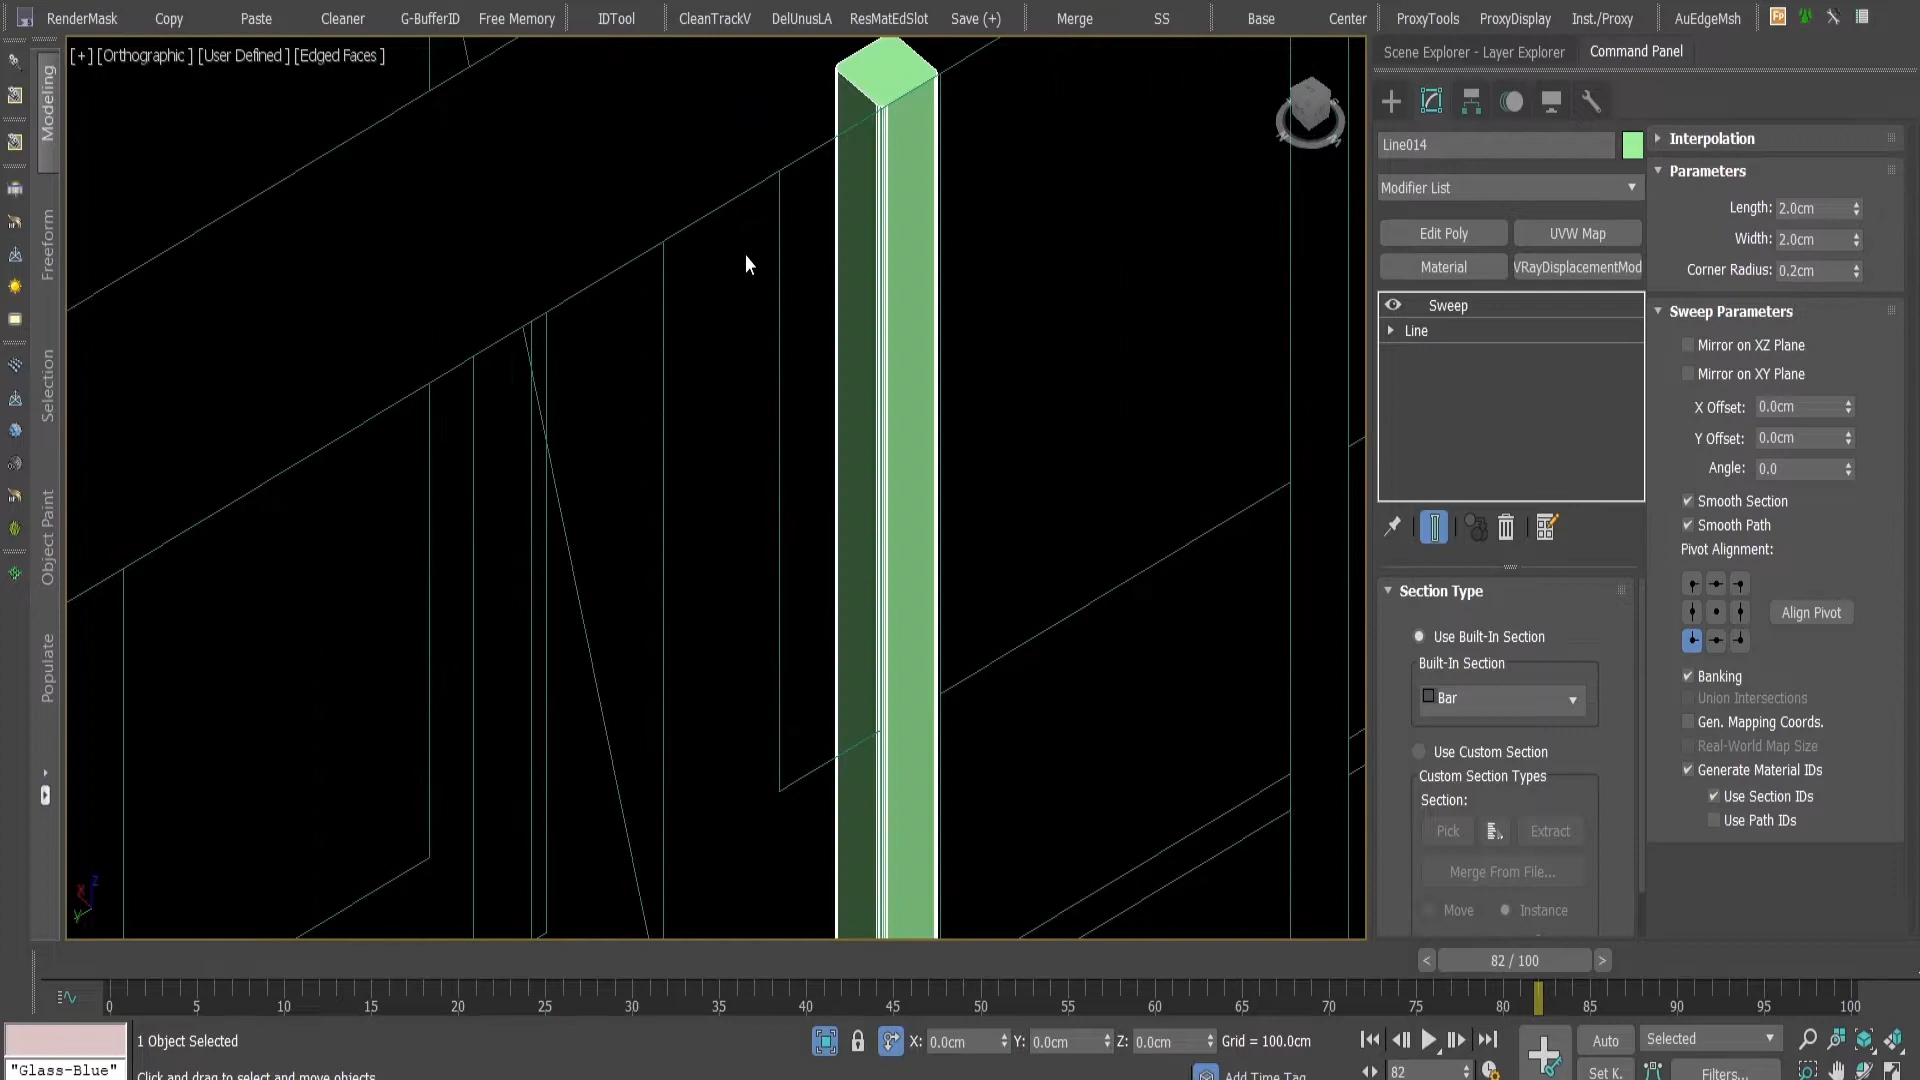 RenderMask Copy Paste Cleaner G-BufferID Free Memory IDTool CleanTrackV DelUnusLA ResMatEdSlot Save (+) Merge SS Base Center ProxyTools ProxyDisplay Inst./Proxy AuEdgeMsh
[+] [Orthographic ] [User Defined ] [Edged Faces ]
Scene Explorer - Layer Explorer Command Panel
Modeling
Freeform
Selection
Object Paint
Populate
Line014
Modifier List
Edit Poly UVW Map
Material VRayDisplacementMod
Sweep
Line
Section Type
Use Built-In Section
Built-In Section
Bar
Use Custom Section
Custom Section Types
Section:
Pick Extract
Merge From File...
Move Instance
Interpolation
Parameters
Length: 2.0cm
Width: 2.0cm
Corner Radius: 0.2cm
Sweep Parameters
Mirror on XZ Plane
Mirror on XY Plane
X Offset: 0.0cm
Y Offset: 0.0cm
Angle: 0.0
Smooth Section
Smooth Path
Pivot Alignment:
Align Pivot
Banking
Union Intersections
Gen. Mapping Coords.
Real-World Map Size
Generate Material IDs
Use Section IDs
Use Path IDs
z
x
y
< 82 / 100 >
0 5 10 15 20 25 30 35 40 45 50 55 60 65 70 75 80 85 90 95 100
1 Object Selected X: 0.0cm Y: 0.0cm Z: 0.0cm Grid = 100.0cm Auto Selected
"Glass-Blue" Click and drag to select and move objects Add Time Tag 82 Set K. Filters...